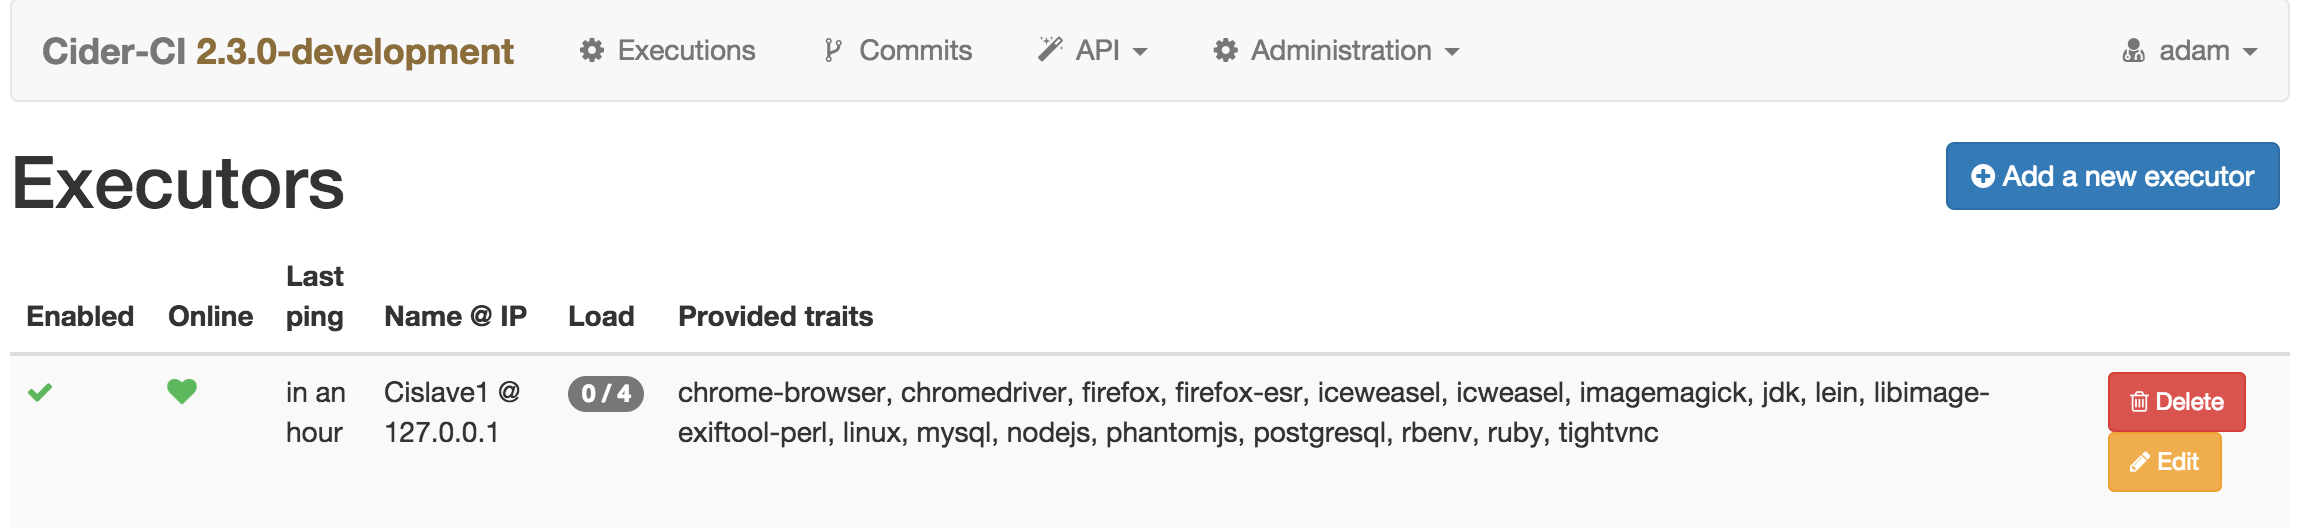 Cider-CI 2.3.0-development Executions Commits API Administration adam
Executors
Add a new executor
Enabled Online Last ping Name @ IP Load Provided traits
in an hour
Cislave1 @ 127.0.0.1
0 / 4
chrome-browser, chromedriver, firefox, firefox-esr, iceweasel, icweasel, imagemagick, jdk, lein, libimage-
exiftool-perl, linux, mysql, nodejs, phantomjs, postgresql, rbenv, ruby, tightvnc
Delete
Edit